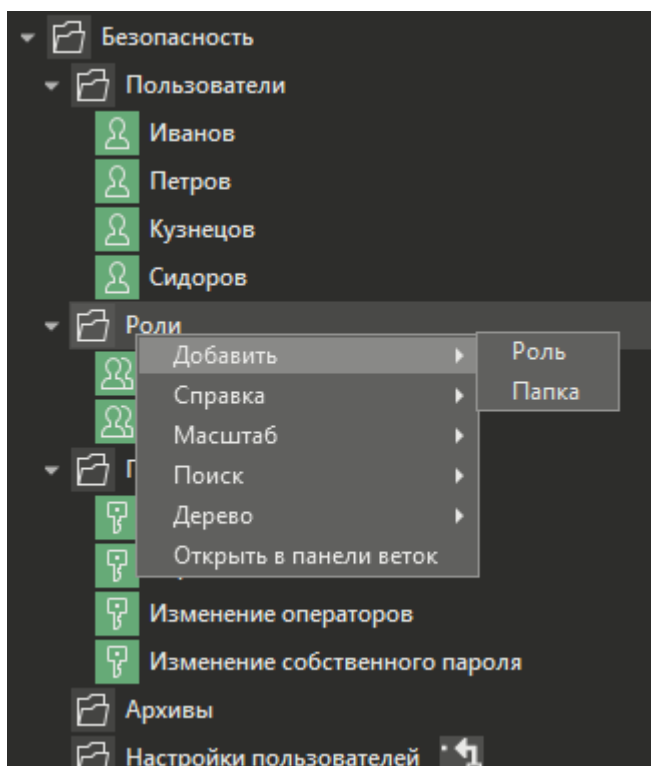 Безопасность
Пользователи
Иванов
Петров
Кузнецов
Сидоров
Роли
Добавить
Роль
Справка
Папка
Масштаб
Поиск
Дерево
Открыть в панели веток
Изменение операторов
Изменение собственного пароля
Архивы
Настройки пользователей